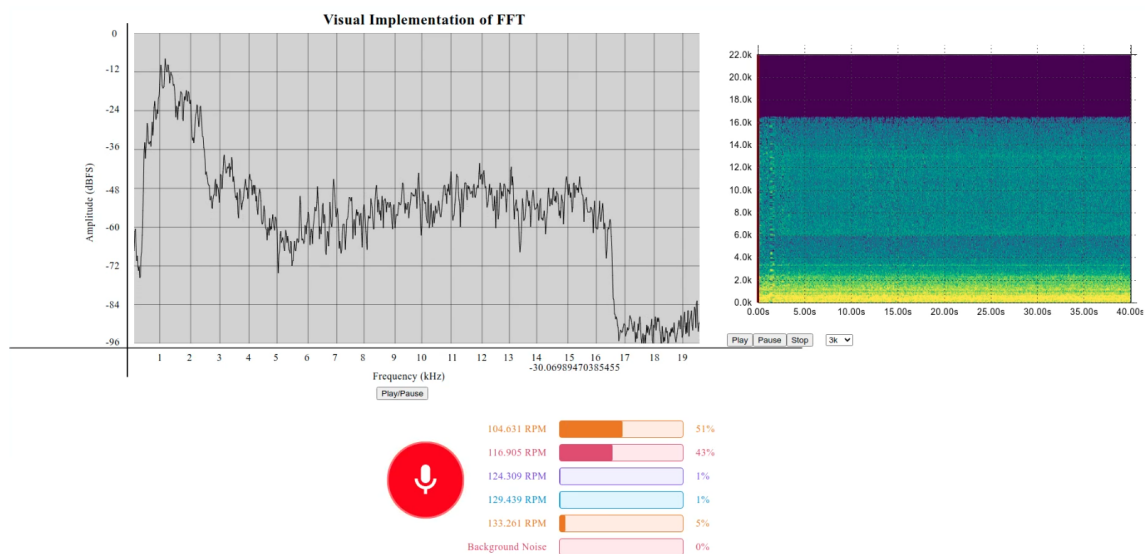 Visual Implementation of FFT
0
-12
-24
-36
-48
-60
-72
-84
-96
Amplitude (dBFS)
1 2 3 4 5 6 7 8 9 10 11 12 13 14 15 16 17 18 19
Frequency (kHz)
-30.06989470385455
Play/Pause
22.0k
20.0k
18.0k
16.0k
14.0k
12.0k
10.0k
8.0k
6.0k
4.0k
2.0k
0.0k
0.00s 5.00s 10.00s 15.00s 20.00s 25.00s 30.00s 35.00s 40.00s
Play Pause Stop 3k
104.631 RPM 51%
116.905 RPM 43%
124.309 RPM 1%
129.439 RPM 1%
133.261 RPM 5%
Background Noise 0%